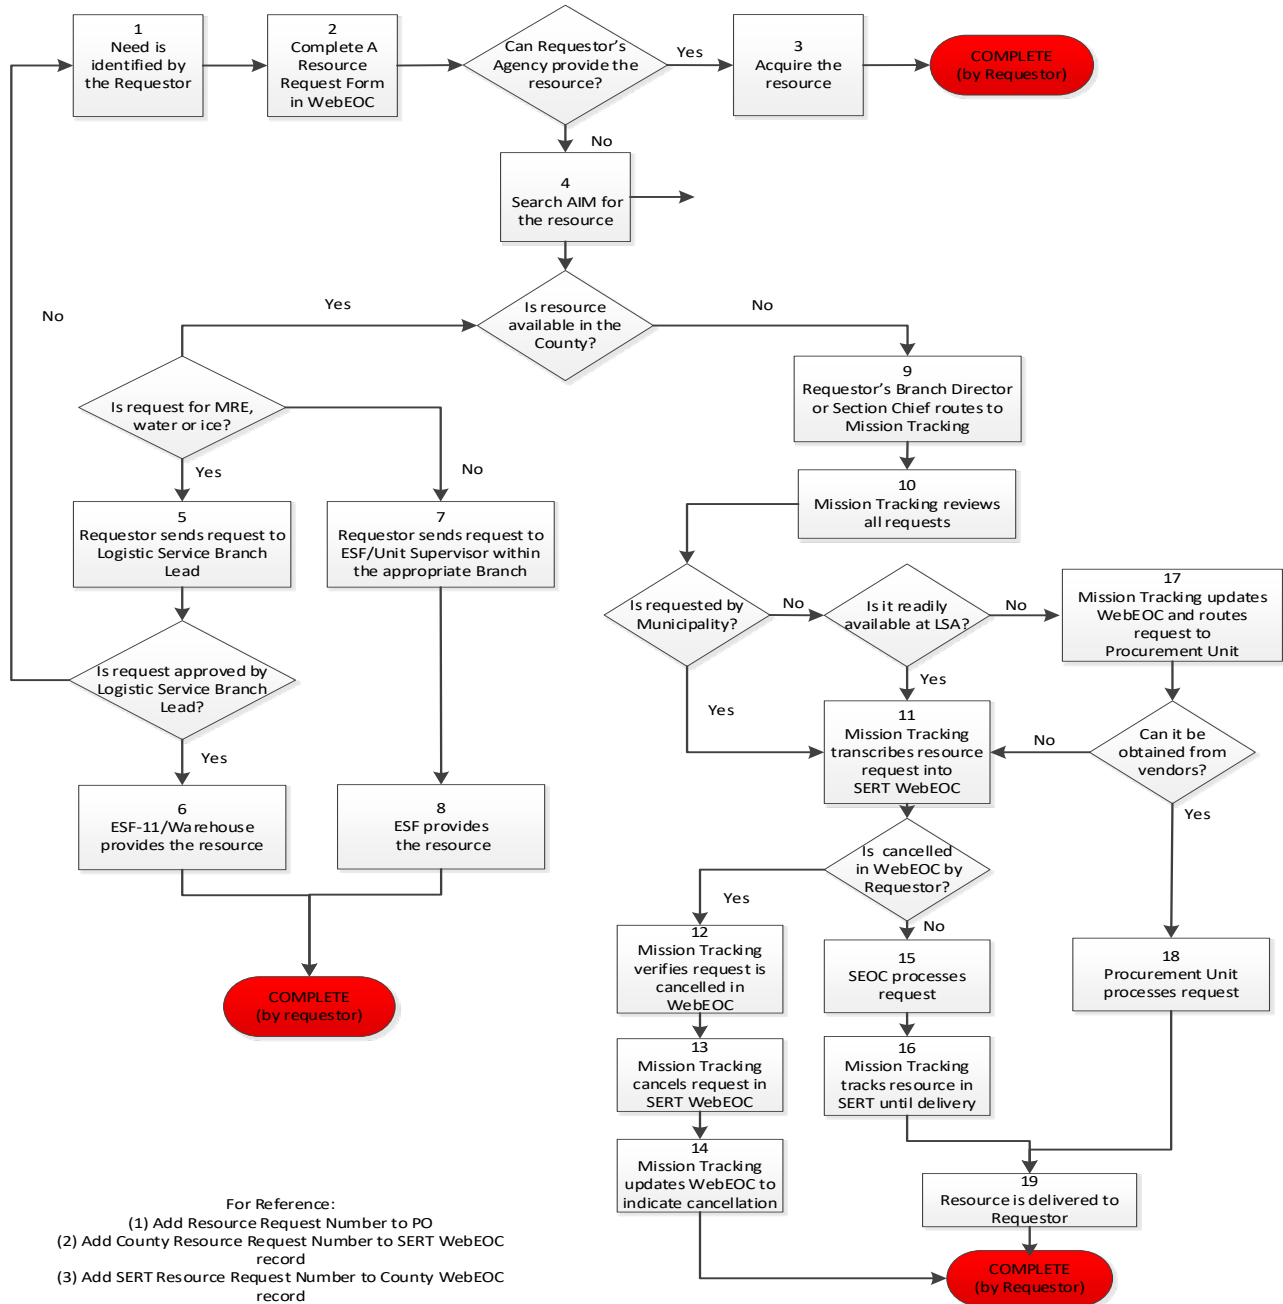 1
Need is
identified by
the Requestor
2
Complete A
Resource
Request Form
in WebEOC
Can Requestor's
Agency provide the
resource?
Yes
3
Acquire the
resource
COMPLETE
(by Requestor)
No
4
Search AIM for
the resource
Is resource
available in the
County?
Yes
No
No
Is request for MRE,
water or ice?
Yes
No
5
Requestor sends request to
Logistic Service Branch
Lead
7
Requestor sends request to
ESF/Unit Supervisor within
the appropriate Branch
Is request approved by
Logistic Service Branch
Lead?
Yes
6
ESF-11/Warehouse
provides the resource
8
ESF provides
the resource
COMPLETE
(by requestor)
9
Requestor's Branch Director
or Section Chief routes to
Mission Tracking
10
Mission Tracking reviews
all requests
Is requested by
Municipality?
No
Is it readily
available at LSA?
No
17
Mission Tracking updates
WebEOC and routes
request to
Procurement Unit
Yes
Yes
11
Mission Tracking
transcribes resource
request into
SERT WebEOC
No
Can it be
obtained from
vendors?
Yes
Is cancelled
in WebEOC by
Requestor?
Yes
No
12
Mission Tracking
verifies request is
cancelled in
WebEOC
15
SEOC processes
request
18
Procurement Unit
processes request
13
Mission Tracking
cancels request in
SERT WebEOC
16
Mission Tracking
tracks resource in
SERT until delivery
14
Mission Tracking
updates WebEOC to
indicate cancellation
19
Resource is delivered to
Requestor
COMPLETE
(by Requestor)
For Reference:
(1) Add Resource Request Number to PO
(2) Add County Resource Request Number to SERT WebEOC
record
(3) Add SERT Resource Request Number to County WebEOC
record